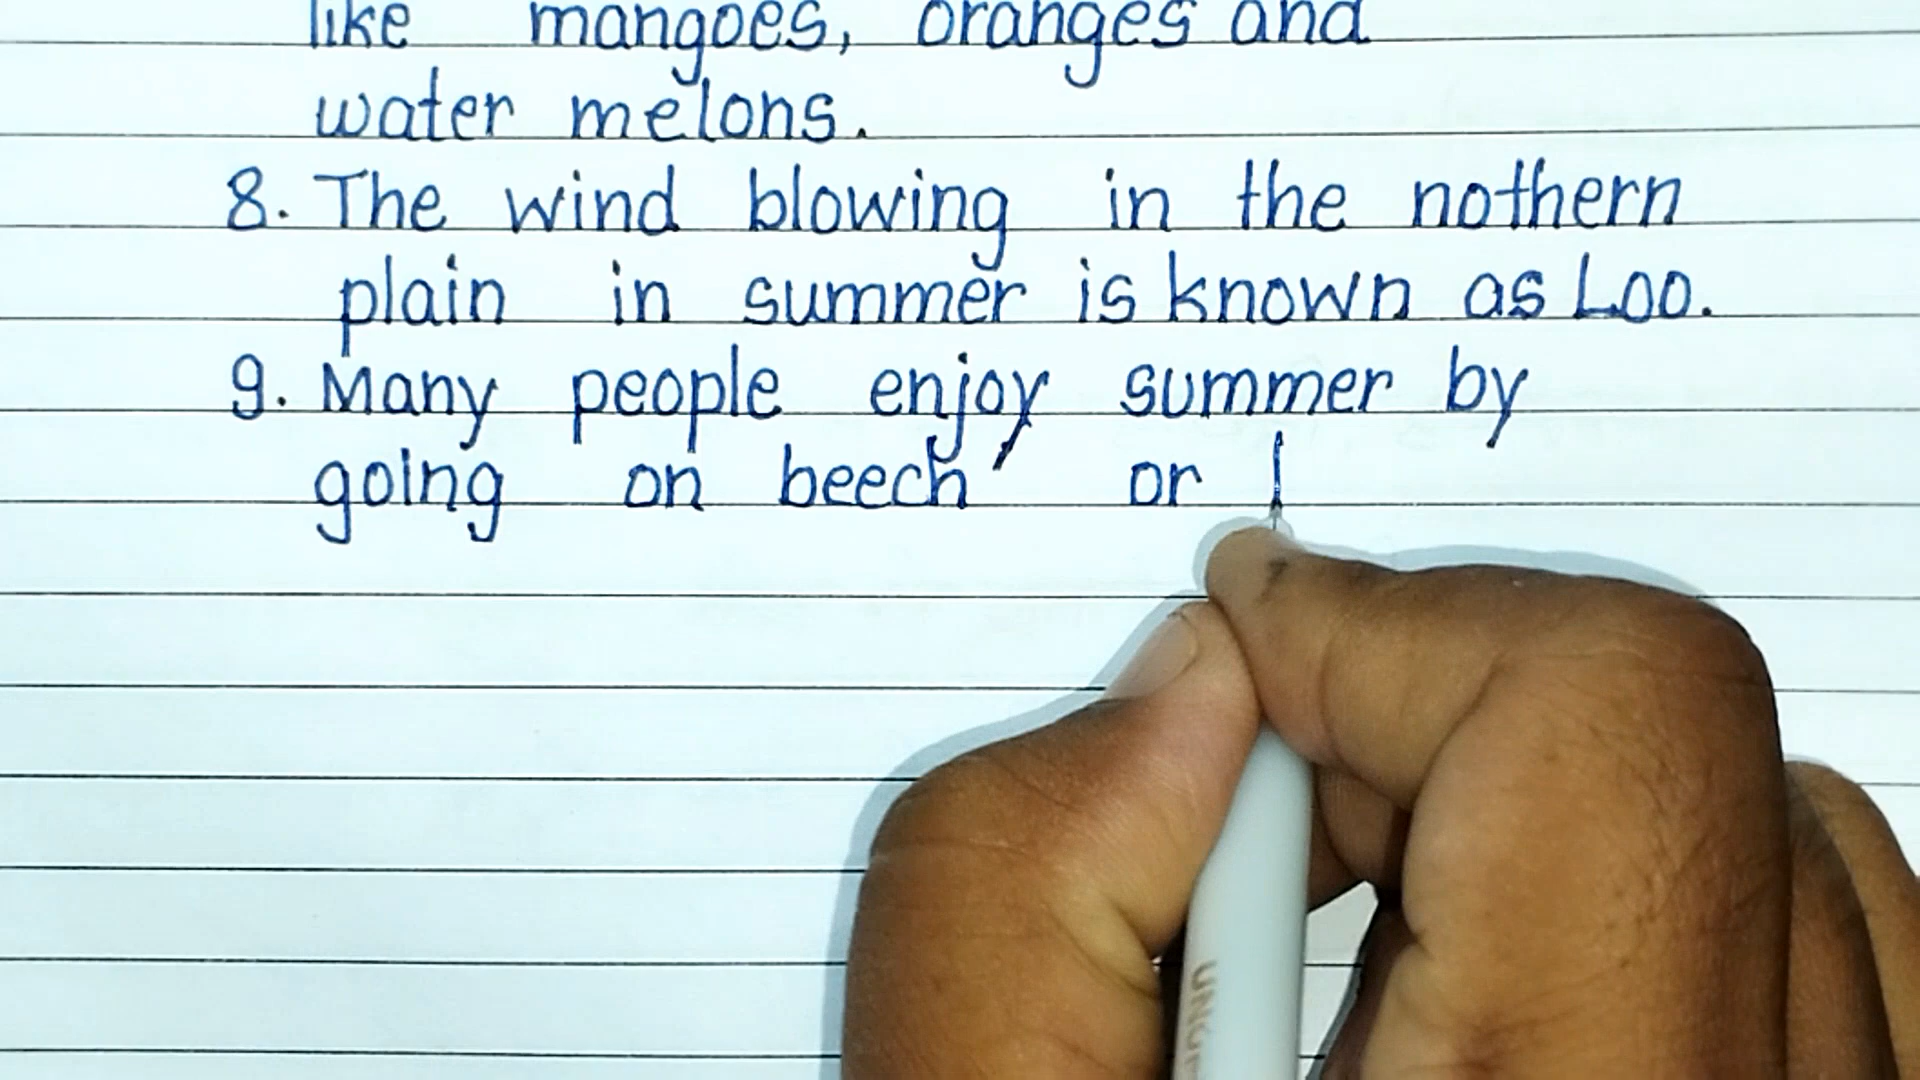 like mangoes, oranges and
water melons.
8. The wind blowing in the nothern
plain in summer is known as Loo.
9. Many people enjoy summer by
going on beech or